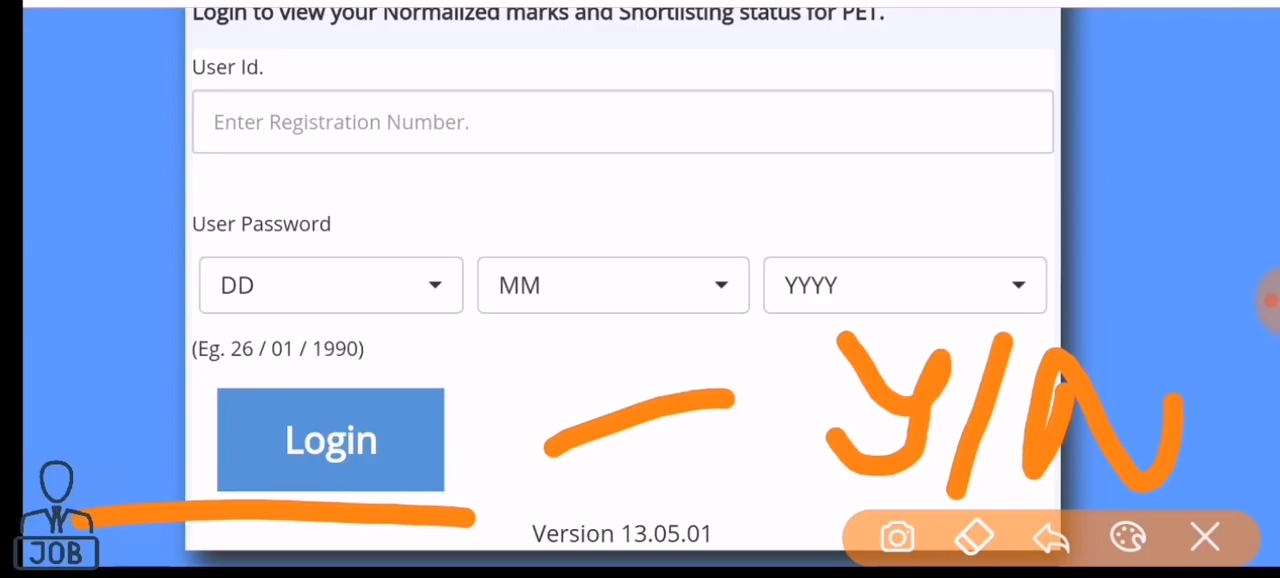 Login to view your Normalized marks and Shortlisting status for PET.
User Id.
Enter Registration Number.
User Password
DD MM YYYY
(Eg. 26 / 01 / 1990)
Login
Y/N
Version 13.05.01
JOB